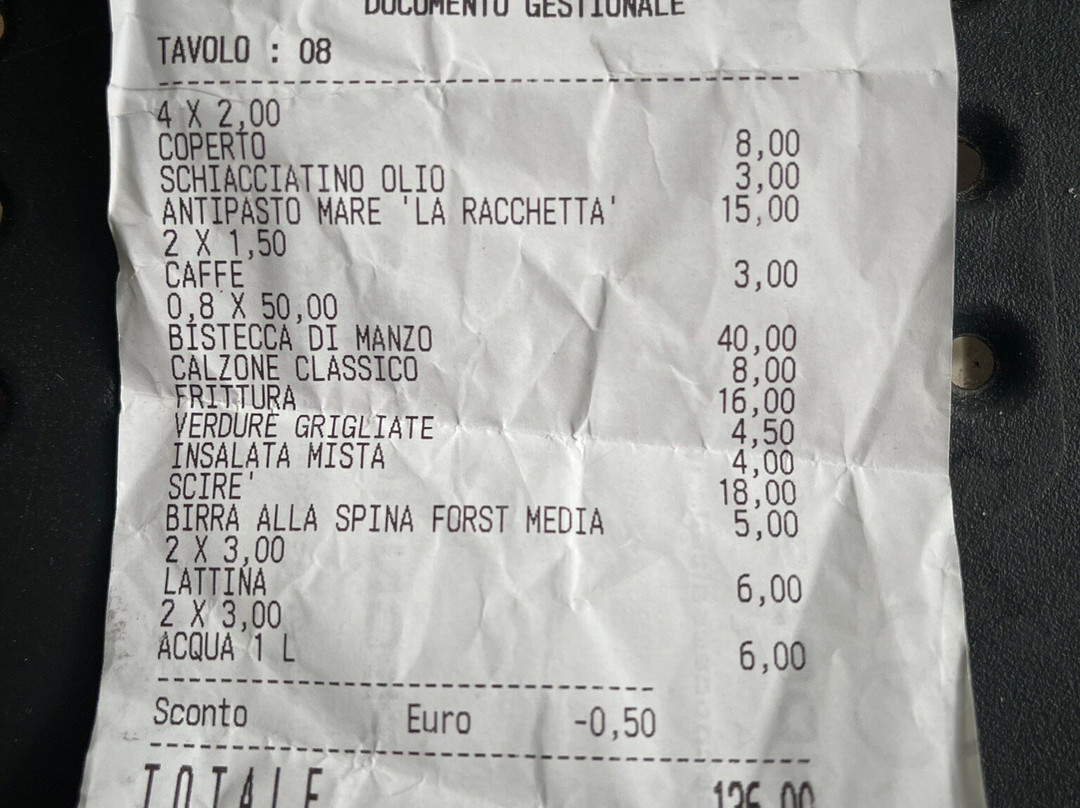 DOCUMENTO GESTIONALE
TAVOLO : 08
4 X 2,00
COPERTO 8,00
SCHIACCIATINO OLIO 3,00
ANTIPASTO MARE 'LA RACCHETTA' 15,00
2 X 1,50
CAFFE 3,00
0,8 X 50,00
BISTECCA DI MANZO 40,00
CALZONE CLASSICO 8,00
FRITTURA 16,00
VERDURE GRIGLIATE 4,50
INSALATA MISTA 4,00
SCIRE' 18,00
BIRRA ALLA SPINA FORST MEDIA 5,00
2 X 3,00
LATTINA 6,00
2 X 3,00
ACQUA 1 L 6,00
Sconto Euro -0,50
TOTALE 136,00